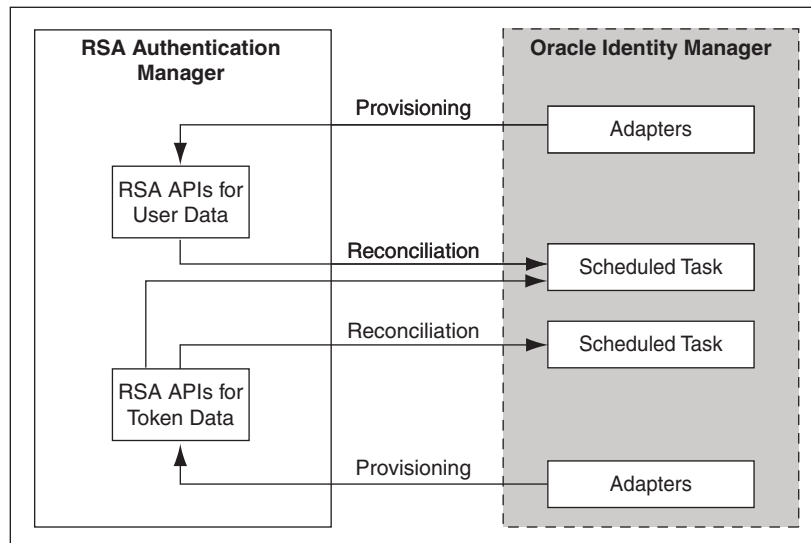 RSA Authentication
Manager
Oracle Identity Manager
Provisioning
Adapters
RSA APIs for
User Data
Reconciliation
Scheduled Task
Reconciliation
Scheduled Task
RSA APIs for
Token Data
Provisioning
Adapters